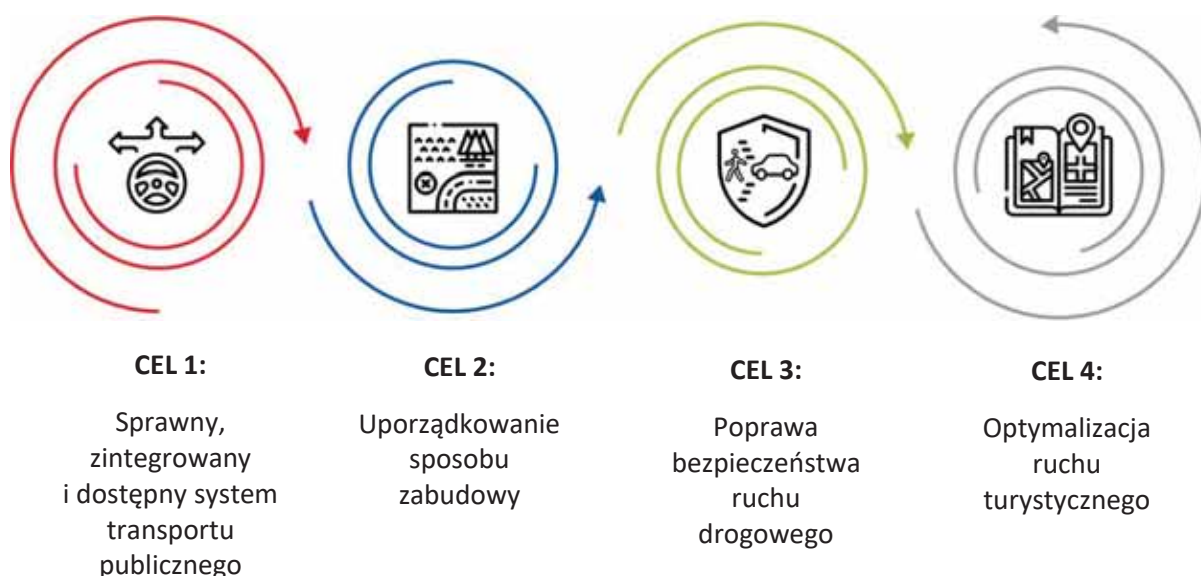 CEL 1:
Sprawny,
zintegrowany
i dostępny system
transportu
publicznego
CEL 2:
Uporządkowanie
sposobu
zabudowy
CEL 3:
Poprawa
bezpieczeństwa
ruchu
drogowego
CEL 4:
Optymalizacja
ruchu
turystycznego